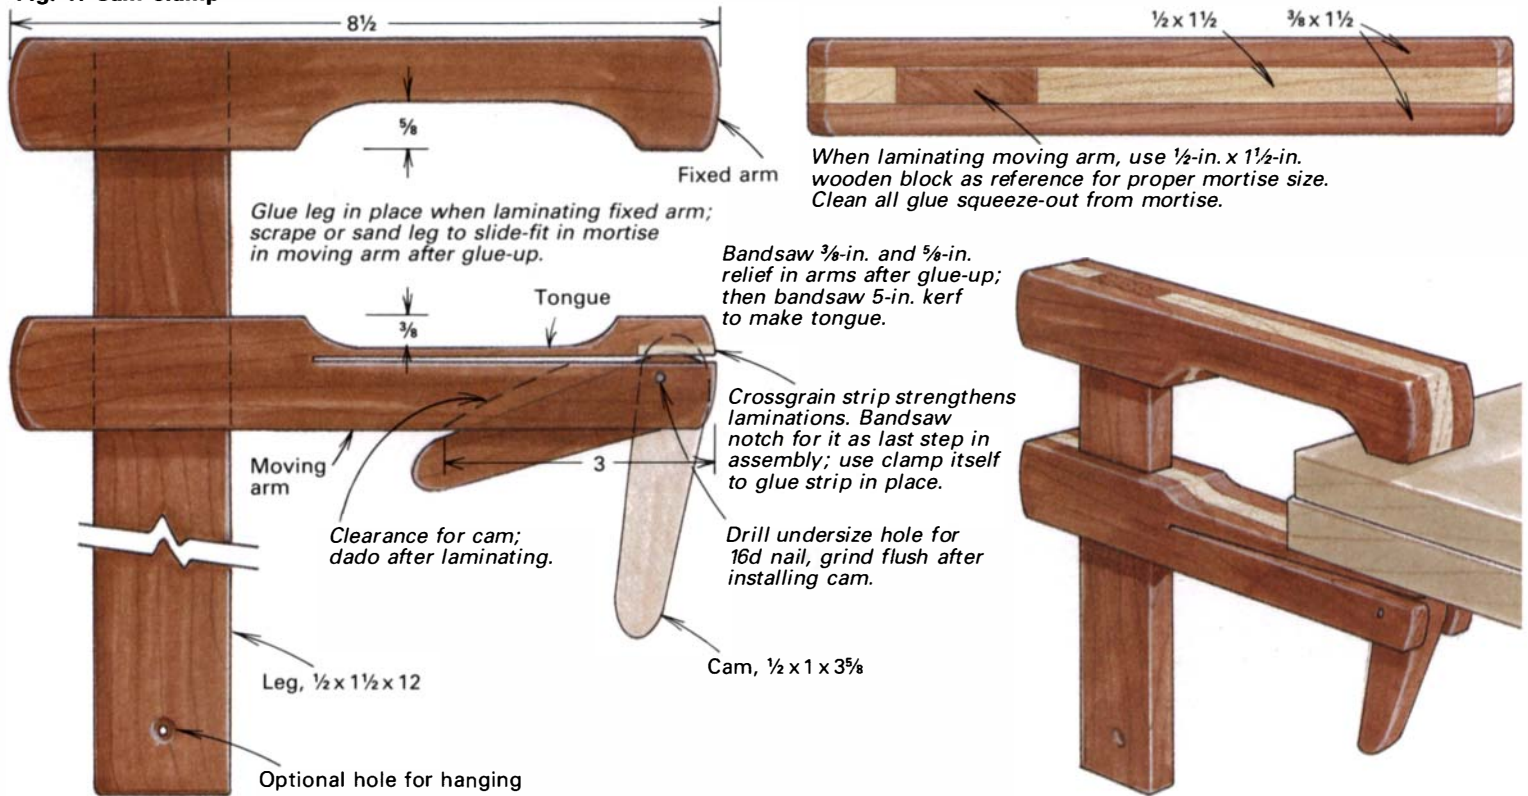 8½
½ x 1½
⅜ x 1½
⅝
Fixed arm
When laminating moving arm, use ½-in. x 1½-in.
wooden block as reference for proper mortise size.
Clean all glue squeeze-out from mortise.
Glue leg in place when laminating fixed arm;
scrape or sand leg to slide-fit in mortise
in moving arm after glue-up.
Bandsaw ⅜-in. and ⅝-in.
relief in arms after glue-up;
then bandsaw 5-in. kerf
to make tongue.
Tongue
⅜
Crossgrain strip strengthens
laminations. Bandsaw
notch for it as last step in
assembly; use clamp itself
to glue strip in place.
Moving
arm
3
Clearance for cam;
dado after laminating.
Drill undersize hole for
16d nail, grind flush after
installing cam.
Cam, ½ x 1 x 3⅝
Leg, ½ x 1½ x 12
Optional hole for hanging